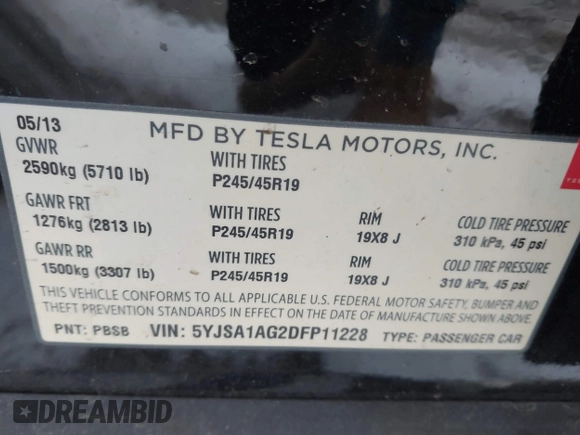 05/13
MFD BY TESLA MOTORS, INC.
GVWR
2590kg (5710 lb)
WITH TIRES
P245/45R19
GAWR FRT
1276kg (2813 lb)
WITH TIRES
P245/45R19
RIM
19X8 J
COLD TIRE PRESSURE
310 kPa, 45 psi
GAWR RR
1500kg (3307 lb)
WITH TIRES
P245/45R19
RIM
19X8 J
COLD TIRE PRESSURE
310 kPa, 45 psi
THIS VEHICLE CONFORMS TO ALL APPLICABLE U.S. FEDERAL MOTOR SAFETY, BUMPER AND
THEFT PREVENTION STANDARDS IN EFFECT ON THE DATE OF MANUFACTURE SHOWN ABOVE.
PNT: PBSB VIN: 5YJSA1AG2DFP11228 TYPE: PASSENGER CAR
DREAMBID